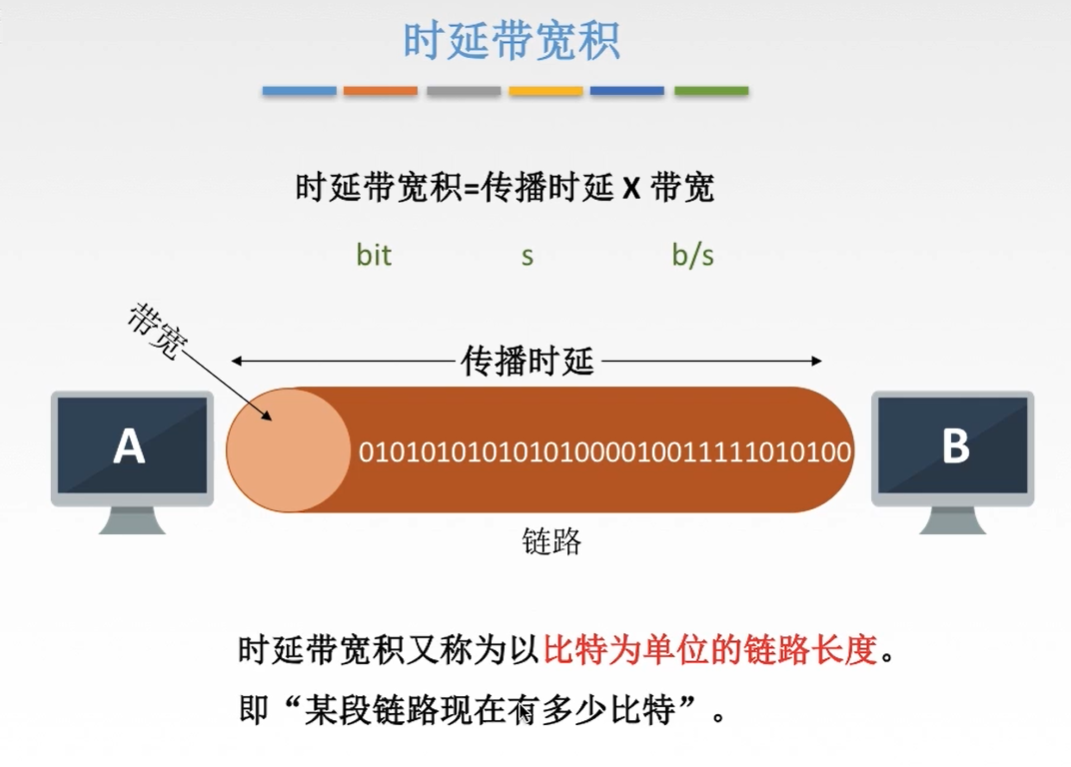 时延带宽积
时延带宽积=传播时延 X 带宽
bit s b/s
带宽
传播时延
A
01010101010101000010011111010100
B
链路
时延带宽积又称为以比特为单位的链路长度。
即“某段链路现在有多少比特”。